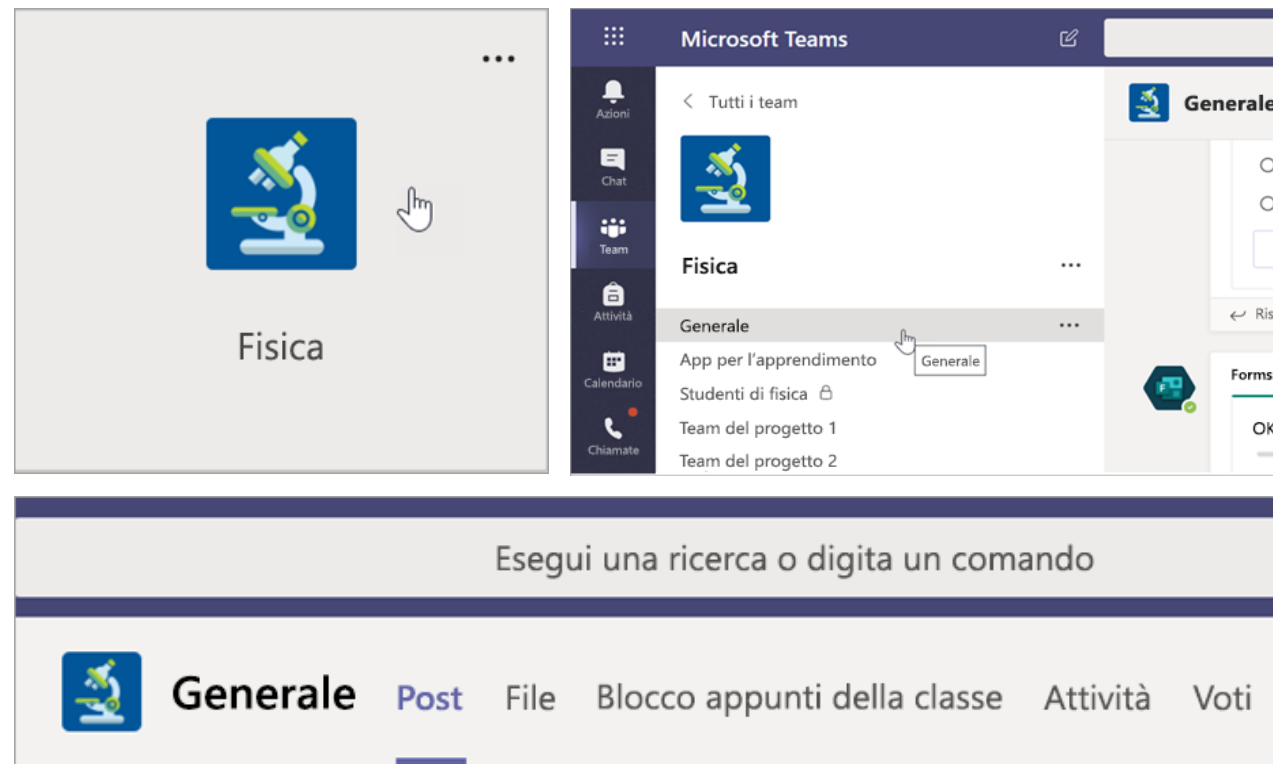 Fisica
Microsoft Teams
Azioni
Chat
Team
Attività
Calendario
Chiamate
Tutti i team
Fisica
Generale
Generale
App per l'apprendimento
Studenti di fisica
Team del progetto 1
Team del progetto 2
Generale
Ris
Forms
OK
Esegui una ricerca o digita un comando
Generale Post File Blocco appunti della classe Attività Voti